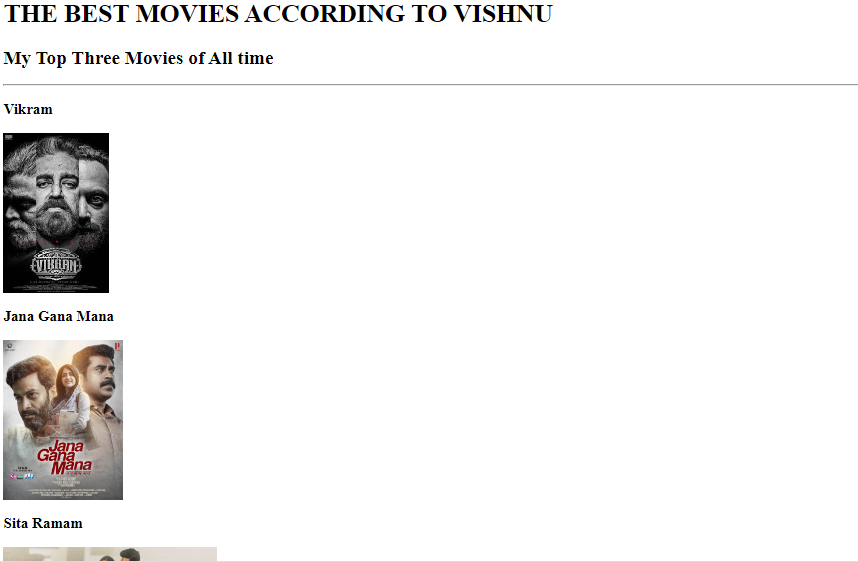 THE BEST MOVIES ACCORDING TO VISHNU
My Top Three Movies of All time
Vikram
VIKRAM
Jana Gana Mana
Jana
Gana
Mana
Sita Ramam